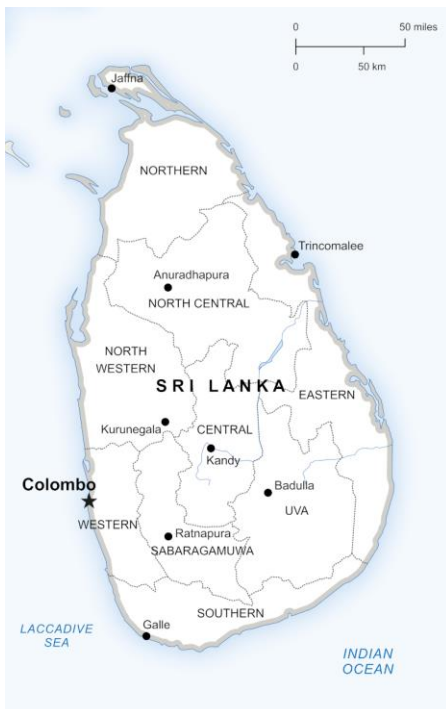 0 50 miles
0 50 km
Jaffna
NORTHERN
Trincomalee
Anuradhapura
NORTH CENTRAL
NORTH
WESTERN
SRI LANKA
EASTERN
Kurunegala
CENTRAL
Kandy
Colombo
Badulla
UVA
WESTERN
Ratnapura
SABARAGAMUWA
SOUTHERN
Galle
LACCADIVE
SEA
INDIAN
OCEAN